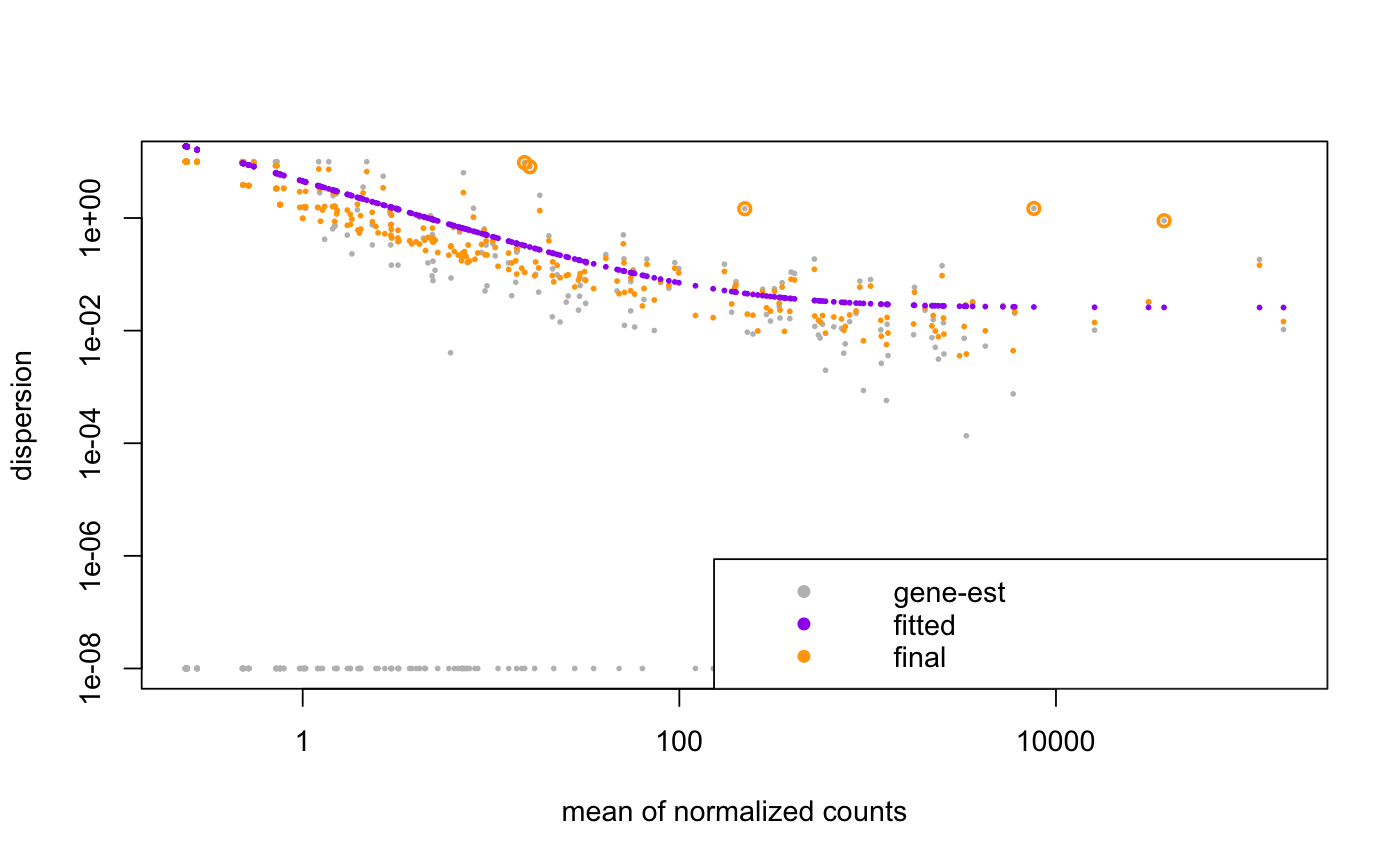 dispersion
1e+00
1e-02
1e-04
1e-06
1e-08
gene-est
fitted
final
1
100
10000
mean of normalized counts